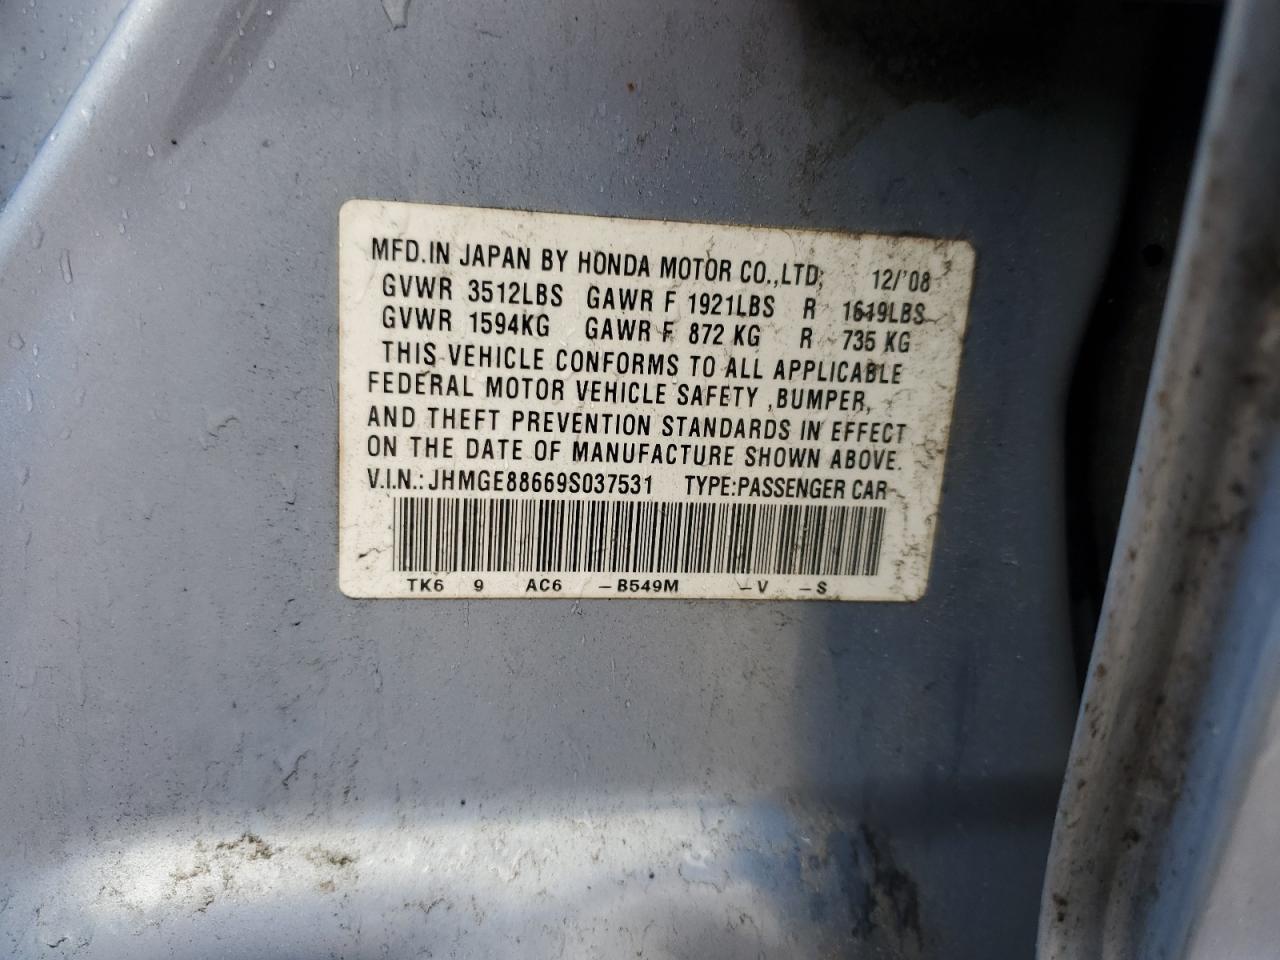 MFD.IN JAPAN BY HONDA MOTOR CO.,LTD; 12/'08
GVWR 3512LBS GAWR F 1921LBS R 1619LBS
GVWR 1594KG GAWR F 872 KG R 735 KG
THIS VEHICLE CONFORMS TO ALL APPLICABLE
FEDERAL MOTOR VEHICLE SAFETY ,BUMPER,
AND THEFT PREVENTION STANDARDS IN EFFECT
ON THE DATE OF MANUFACTURE SHOWN ABOVE.
V.I.N.: JHMGE88669S037531 TYPE:PASSENGER CAR
TK6 9 AC6 –B549M –V –S